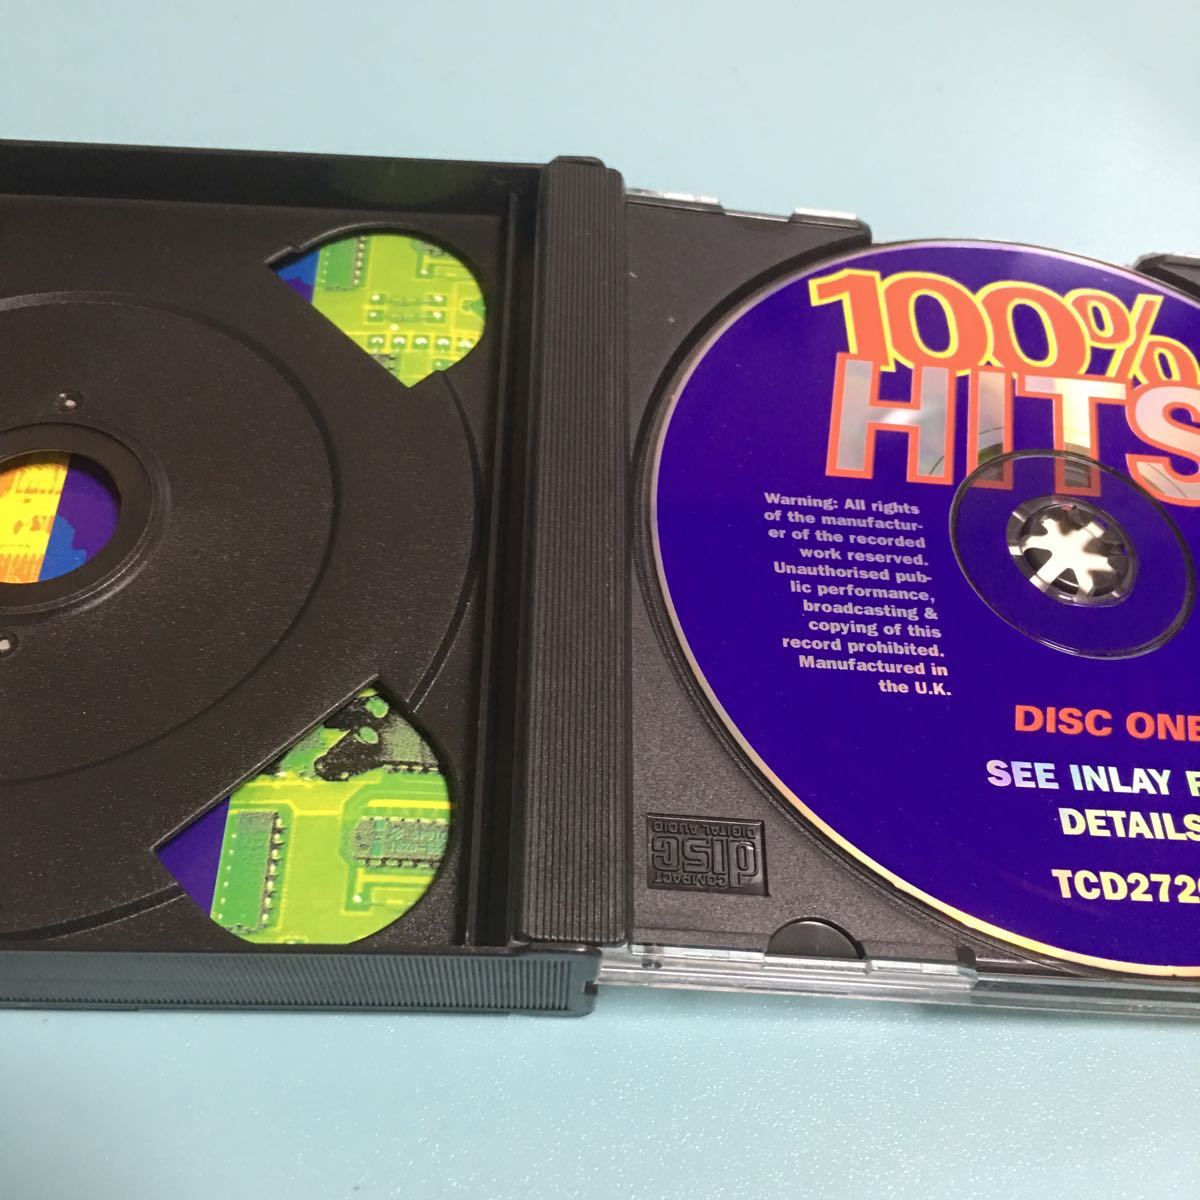 100%
HITS
Warning: All rights
of the manufactur-
er of the recorded
work reserved.
Unauthorised pub-
lic performance,
broadcasting &
copying of this
record prohibited.
Manufactured in
the U.K.
DISC ONE
SEE INLAY
DETAILS
TCD272
COMPACT
disc
DIGITAL AUDIO